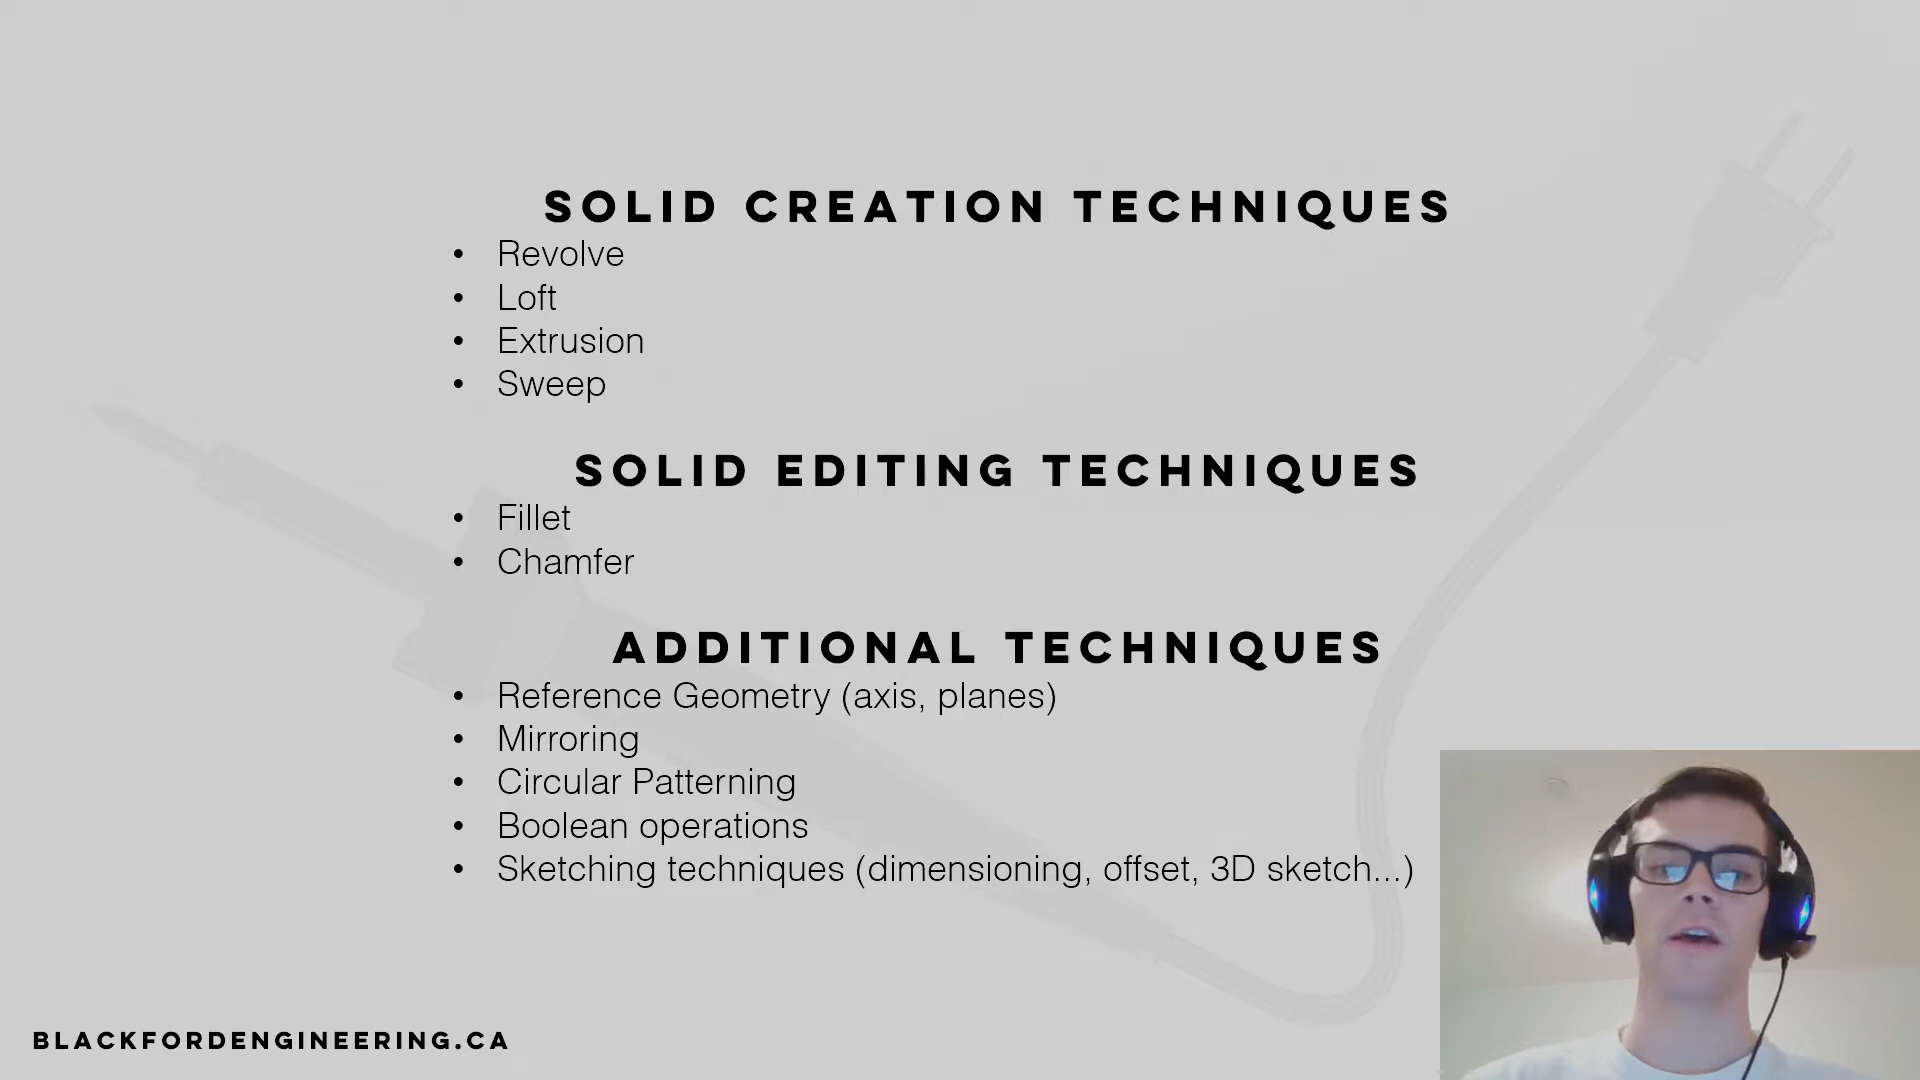 SOLID CREATION TECHNIQUES
• Revolve
• Loft
• Extrusion
• Sweep
SOLID EDITING TECHNIQUES
• Fillet
• Chamfer
ADDITIONAL TECHNIQUES
• Reference Geometry (axis, planes)
• Mirroring
• Circular Patterning
• Boolean operations
• Sketching techniques (dimensioning, offset, 3D sketch...)
BLACKFORDENGINEERING.CA